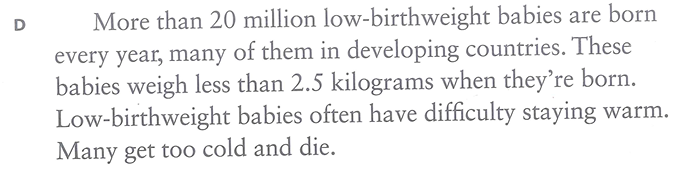 D More than 20 million low-birthweight babies are born
every year, many of them in developing countries. These
babies weigh less than 2.5 kilograms when they're born.
Low-birthweight babies often have difficulty staying warm.
Many get too cold and die.